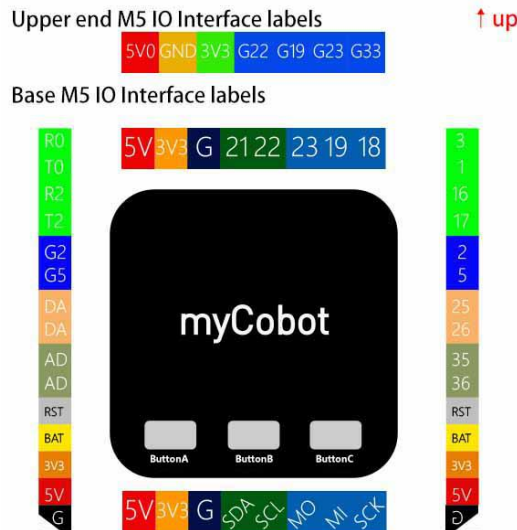 Upper end M5 IO Interface labels
↑ up
5V0 GND 3V3 G22 G19 G23 G33
Base M5 IO Interface labels
5V 3V3 G 21 22 23 19 18
R0
T0
R2
T2
G2
G5
DA
DA
AD
AD
RST
BAT
3V3
5V
G
myCobot
ButtonA ButtonB ButtonC
3
1
16
17
2
5
25
26
35
36
RST
BAT
3V3
5V
G
5V 3V3 G SDA SCL MO MI SCK